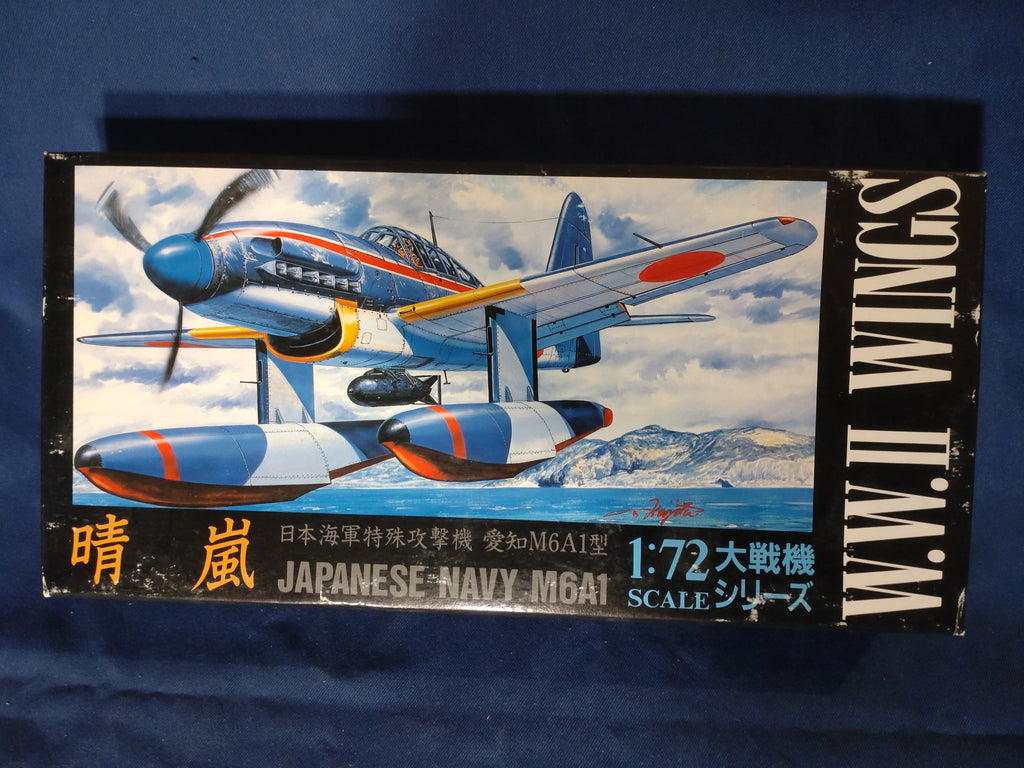 晴嵐
日本海軍特殊攻撃機 愛知M6A1型
JAPANESE NAVY M6A1
1:72
SCALE
大戦機
シリーズ
W.W.II WINGS